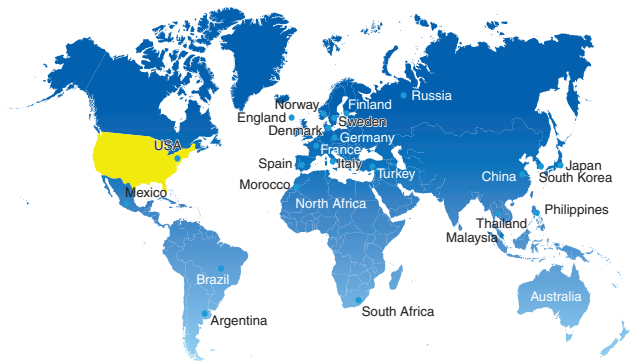 Norway
Finland
Russia
England
Sweden
Denmark
Germany
USA
France
Spain
Italy
Japan
Turkey
China
South Korea
Morocco
Mexico
North Africa
Philippines
Thailand
Malaysia
Brazil
Australia
South Africa
Argentina